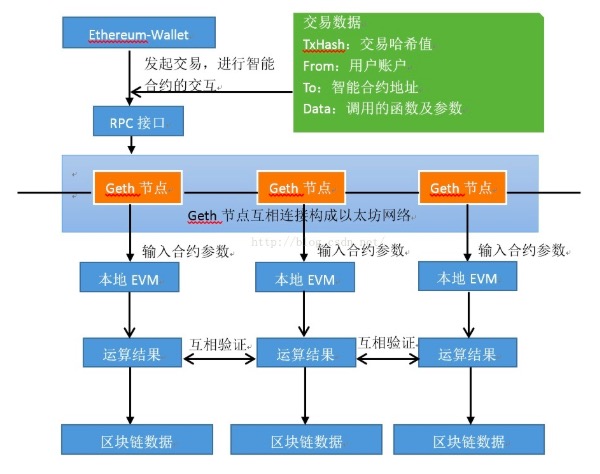 Ethereum-Wallet
交易数据
TxHash：交易哈希值
From：用户账户
To：智能合约地址
Data：调用的函数及参数
发起交易，进行智能
合约的交互
RPC 接口
Geth 节点
Geth 节点
Geth 节点
Geth 节点互相连接构成以太坊网络
输入合约参数
输入合约参数
输入合约参数
本地 EVM
本地 EVM
本地 EVM
运算结果
互相验证
运算结果
互相验证
运算结果
区块链数据
区块链数据
区块链数据